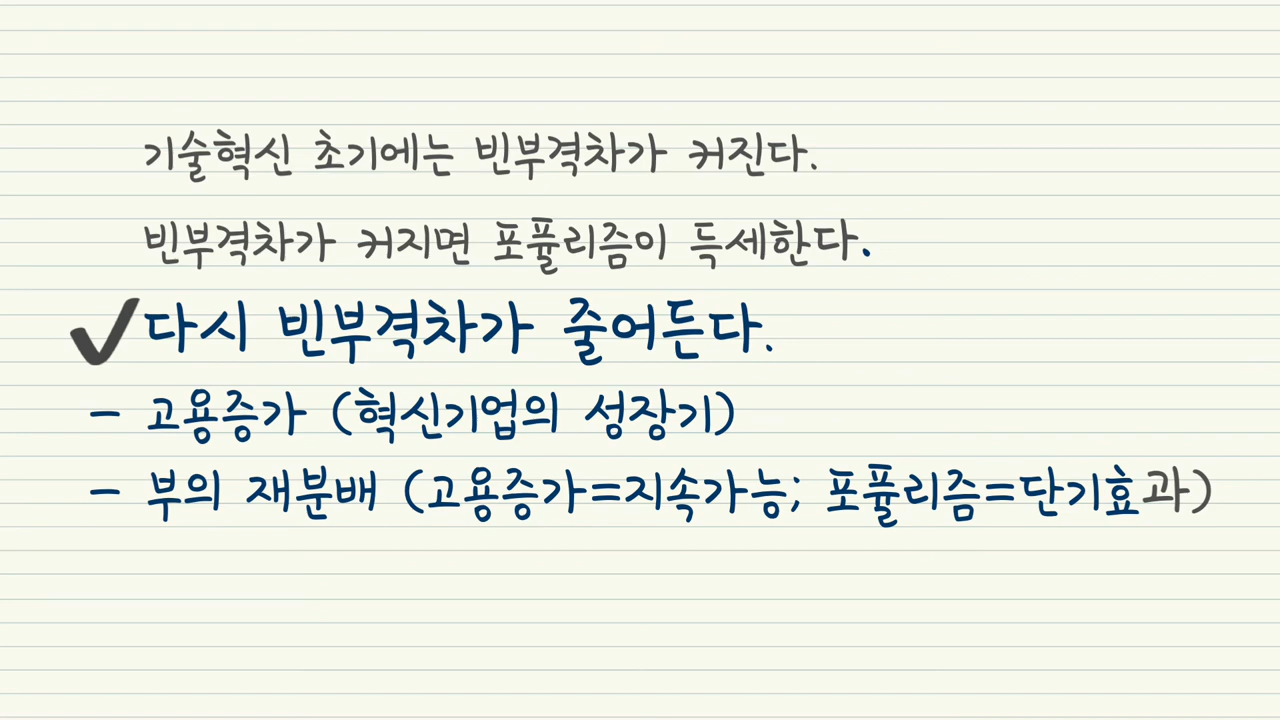 기술혁신 초기에는 빈부격차가 커진다.
빈부격차가 커지면 포퓰리즘이 득세한다.
✔다시 빈부격차가 줄어든다.
- 고용증가 (혁신기업의 성장기)
- 부의 재분배 (고용증가=지속가능; 포퓰리즘=단기효과)